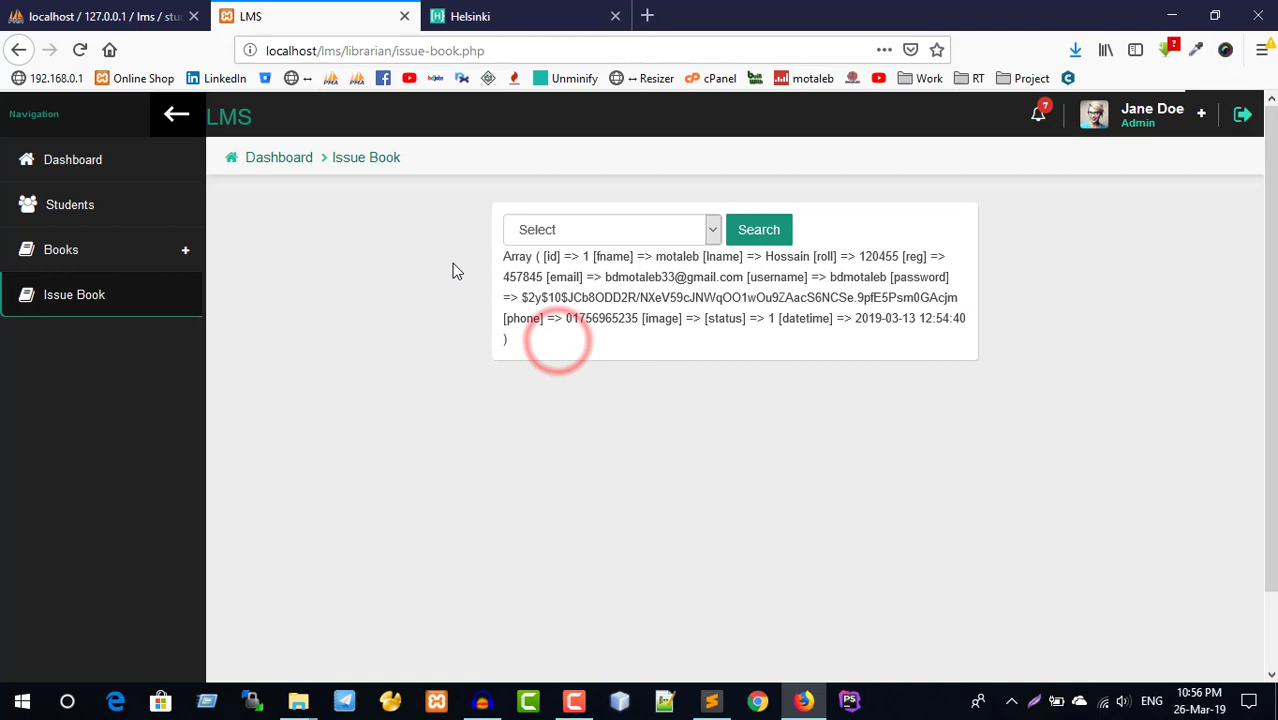 localhost / 127.0.0.1 / lms / stu
LMS
Helsinki
localhost/lms/librarian/issue-book.php
192.168.0.1
Online Shop
LinkedIn
Unminify
Resizer
cPanel
motaleb
Work
RT
Project
Navigation
LMS
7
Jane Doe
Admin
Dashboard
Dashboard > Issue Book
Students
Books
Issue Book
Select
Search
Array ( [id] => 1 [fname] => motaleb [lname] => Hossain [roll] => 120455 [reg] =>
457845 [email] => bdmotaleb33@gmail.com [username] => bdmotaleb [password]
=> $2y$10$JCb8ODD2R/NXeV59cJNWqOO1wOu9ZAacS6NCSe.9pfE5Psm0GAcjm
[phone] => 01756965235 [image] => [status] => 1 [datetime] => 2019-03-13 12:54:40
)
ENG
10:56 PM
26-Mar-19